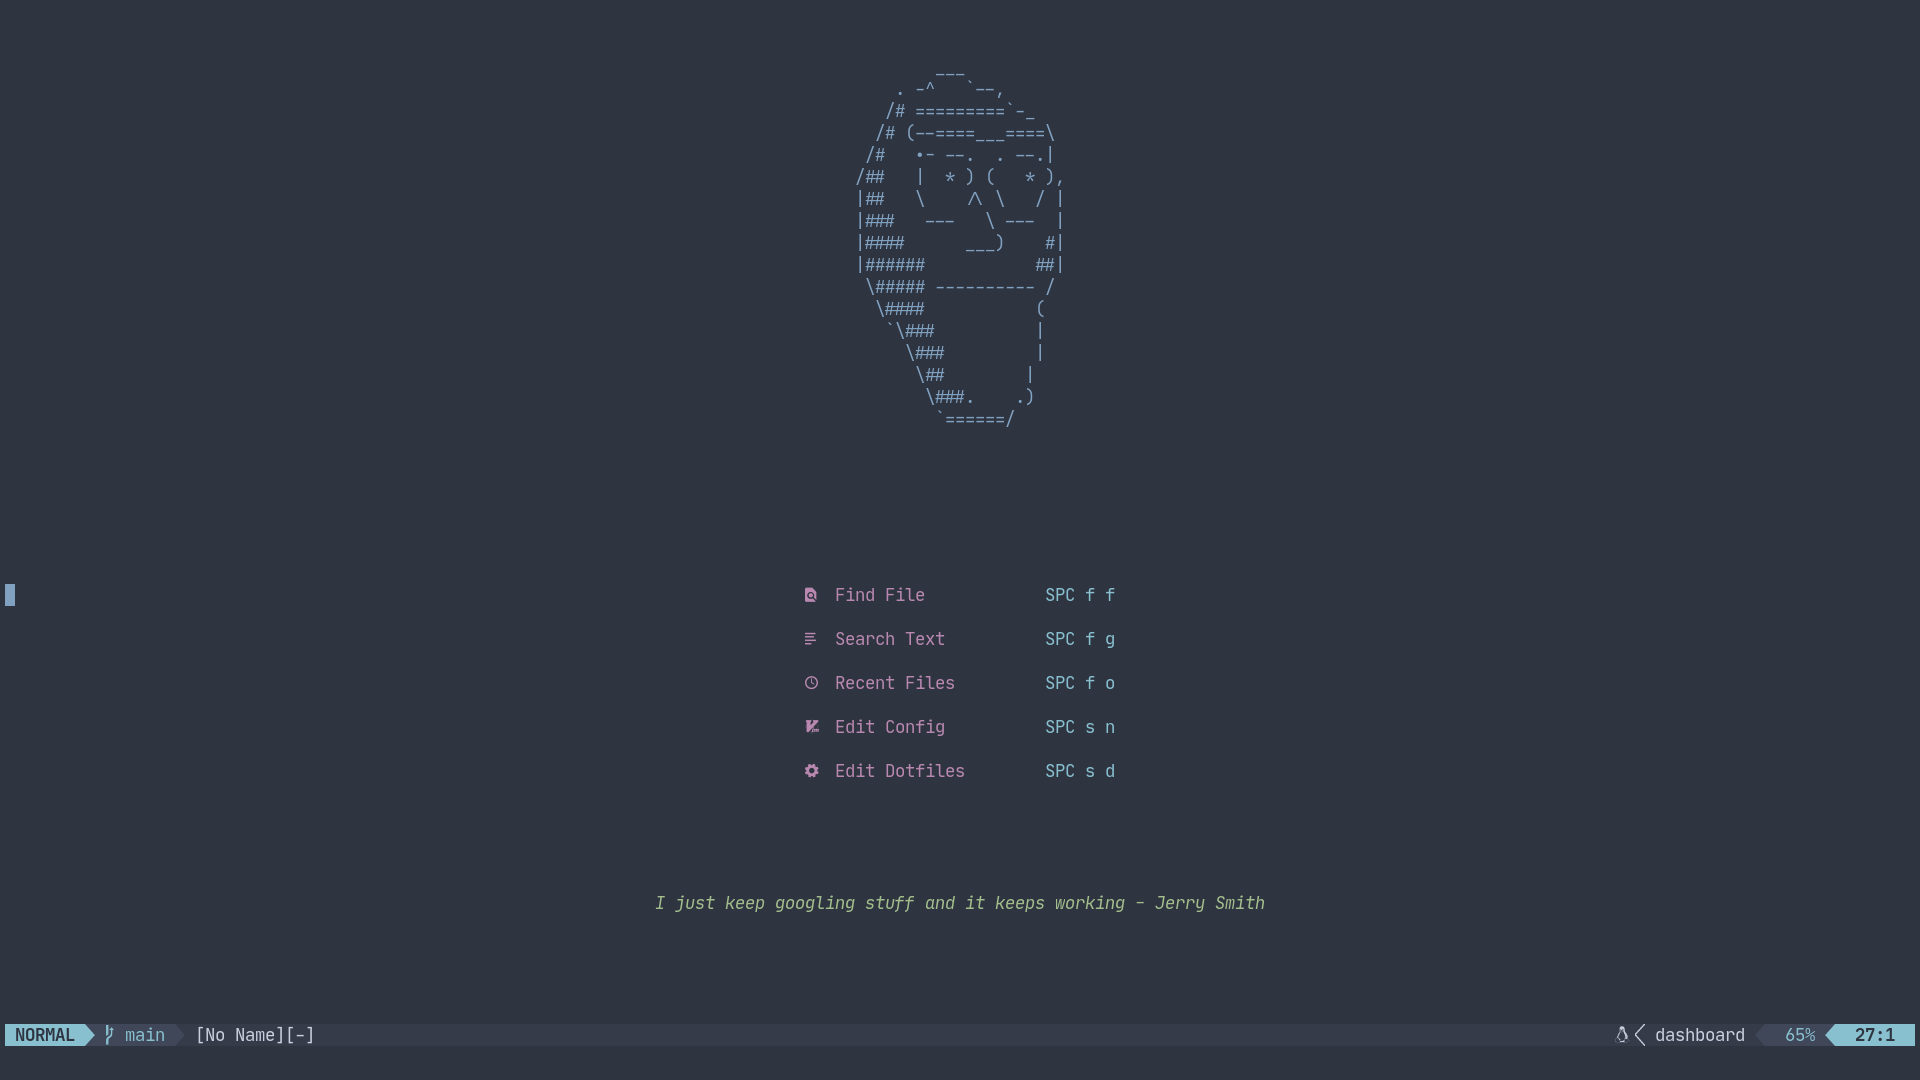 Find File SPC f f
Search Text SPC f g
Recent Files SPC f o
Edit Config SPC s n
Edit Dotfiles SPC s d
I just keep googling stuff and it keeps working - Jerry Smith
NORMAL main [No Name][-] dashboard 65% 27:1